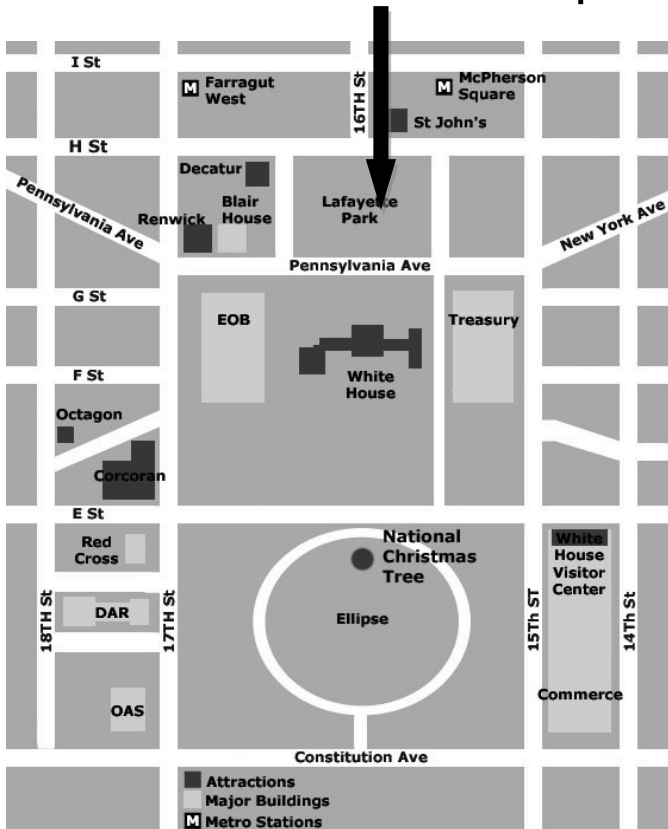 I St
M Farragut
West
16TH St
M McPherson
Square
St John's
H St
Decatur
Blair
House
Renwick
Lafayette
Park
Pennsylvania Ave
New York Ave
Pennsylvania Ave
G St
EOB
Treasury
White
House
F St
Octagon
Corcoran
E St
Red
Cross
National
Christmas
Tree
White
House
Visitor
Center
DAR
Ellipse
18TH St
17TH St
15Th ST
14Th St
OAS
Commerce
Constitution Ave
Attractions
Major Buildings
M Metro Stations